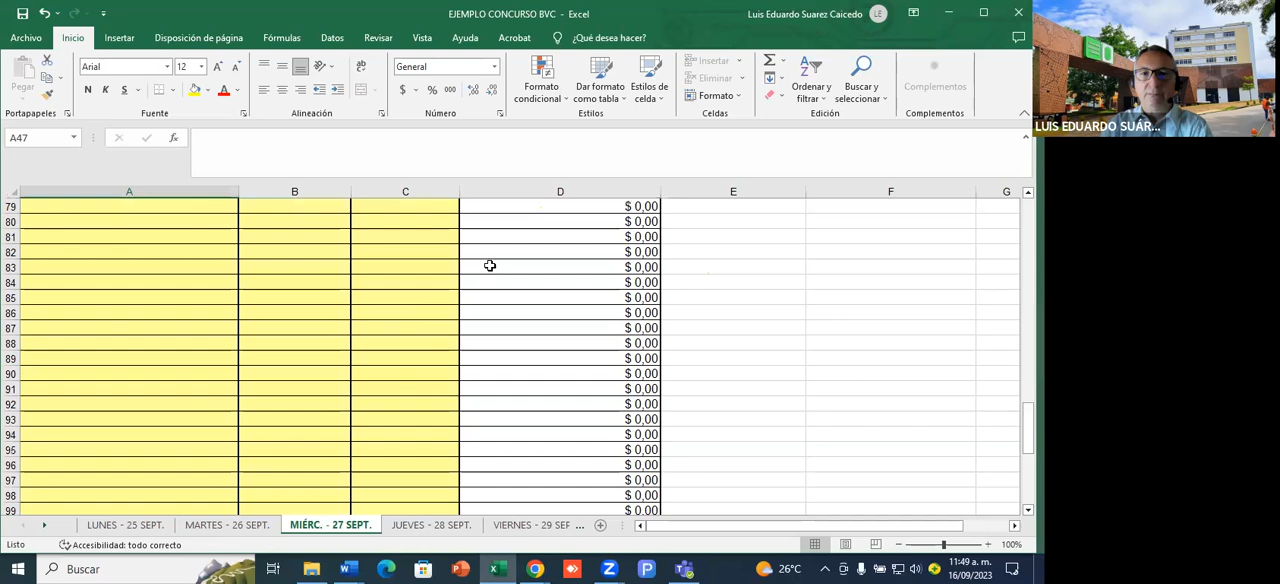 EJEMPLO CONCURSO BVC - Excel
Luis Eduardo Suarez Caicedo
LE
Archivo
Inicio
Insertar
Disposición de página
Fórmulas
Datos
Revisar
Vista
Ayuda
Acrobat
¿Qué desea hacer?
Pegar
Arial
12
N K S
General
$ % 000
Formato condicional
Dar formato como tabla
Estilos de celda
Insertar
Eliminar
Formato
Ordenar y filtrar
Buscar y seleccionar
Complementos
Portapapeles
Fuente
Alineación
Número
Estilos
Celdas
Edición
Complementos
LUIS EDUARDO SUÁR...
A47
fx
A B C D E F G
79 $ 0,00
80 $ 0,00
81 $ 0,00
82 $ 0,00
83 $ 0,00
84 $ 0,00
85 $ 0,00
86 $ 0,00
87 $ 0,00
88 $ 0,00
89 $ 0,00
90 $ 0,00
91 $ 0,00
92 $ 0,00
93 $ 0,00
94 $ 0,00
95 $ 0,00
96 $ 0,00
97 $ 0,00
98 $ 0,00
99 $ 0,00
LUNES - 25 SEPT.
MARTES - 26 SEPT.
MIÉRC. - 27 SEPT.
JUEVES - 28 SEPT.
VIERNES - 29 SEP ...
Listo
Accesibilidad: todo correcto
100%
Buscar
26°C
11:49 a. m.
16/09/2023